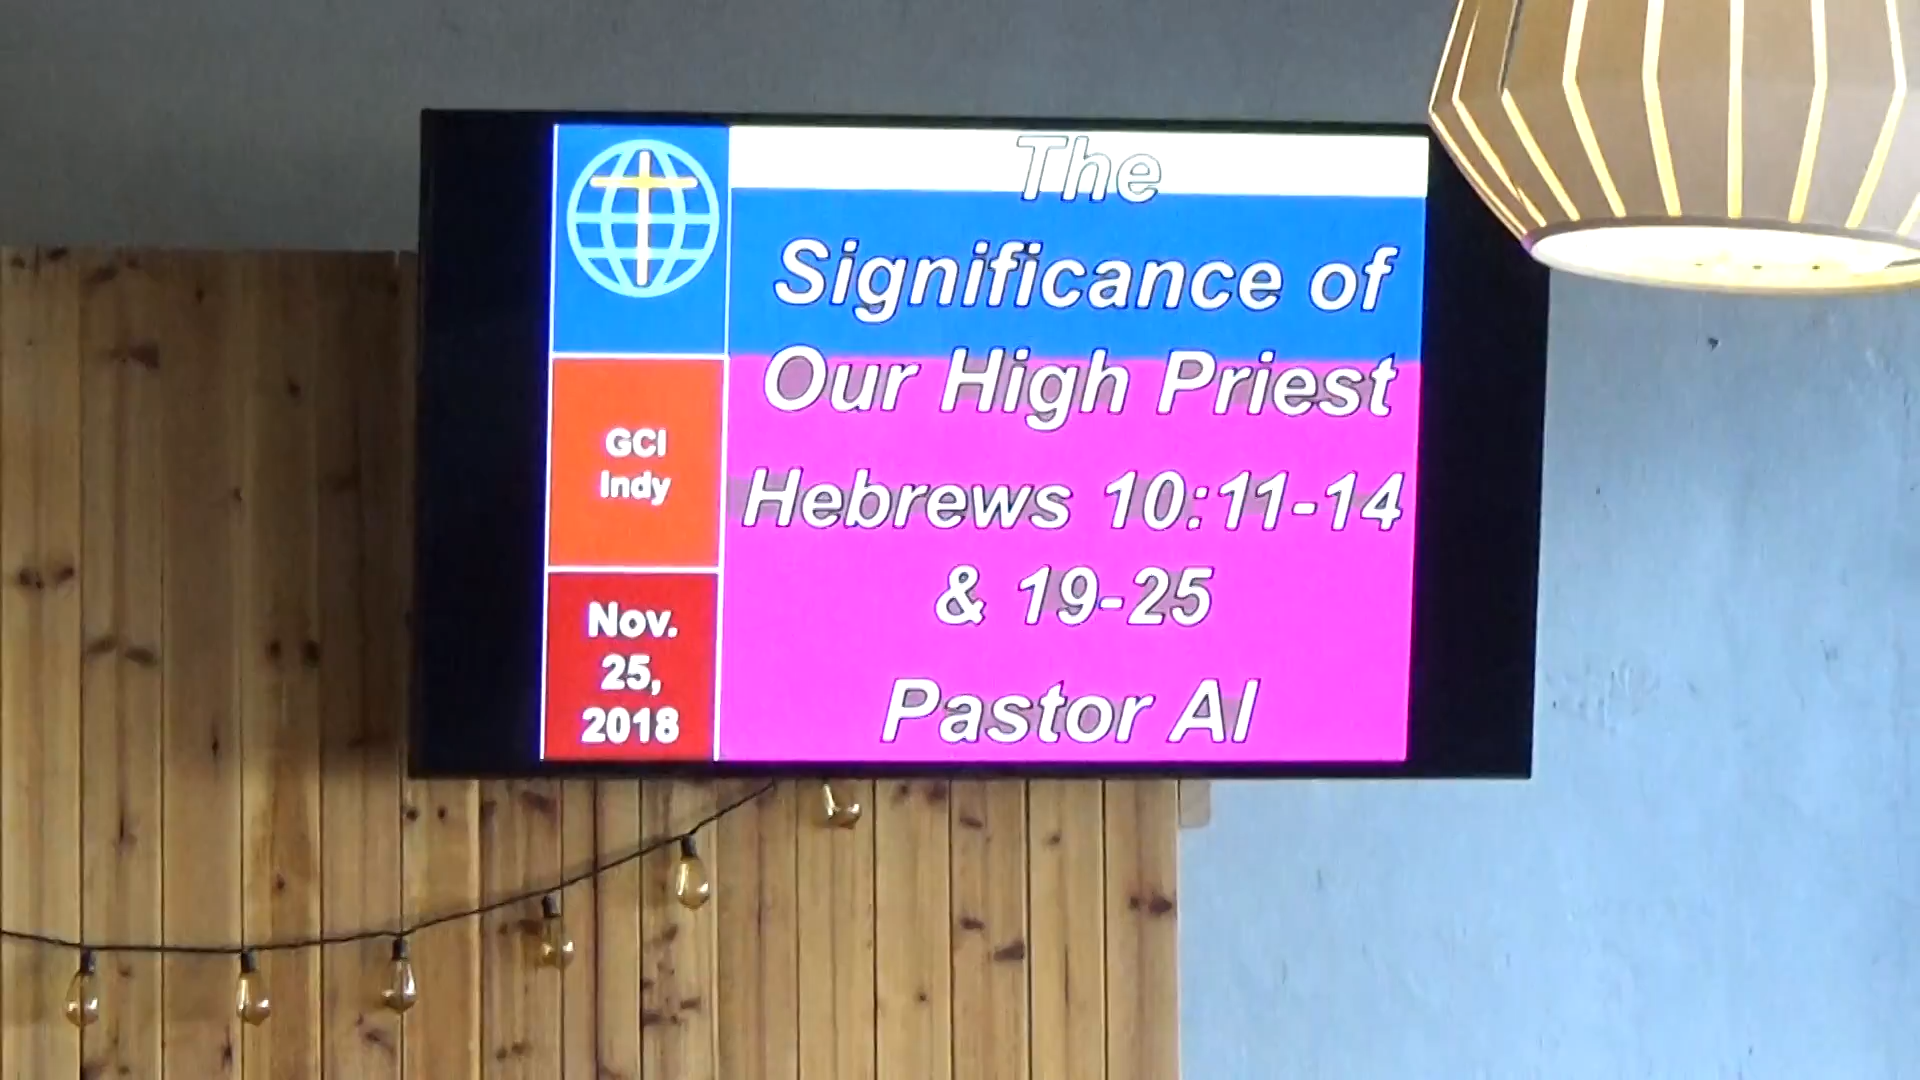 The
Significance of
Our High Priest
Hebrews 10:11-14
& 19-25
Pastor Al
GCI
Indy
Nov.
25,
2018